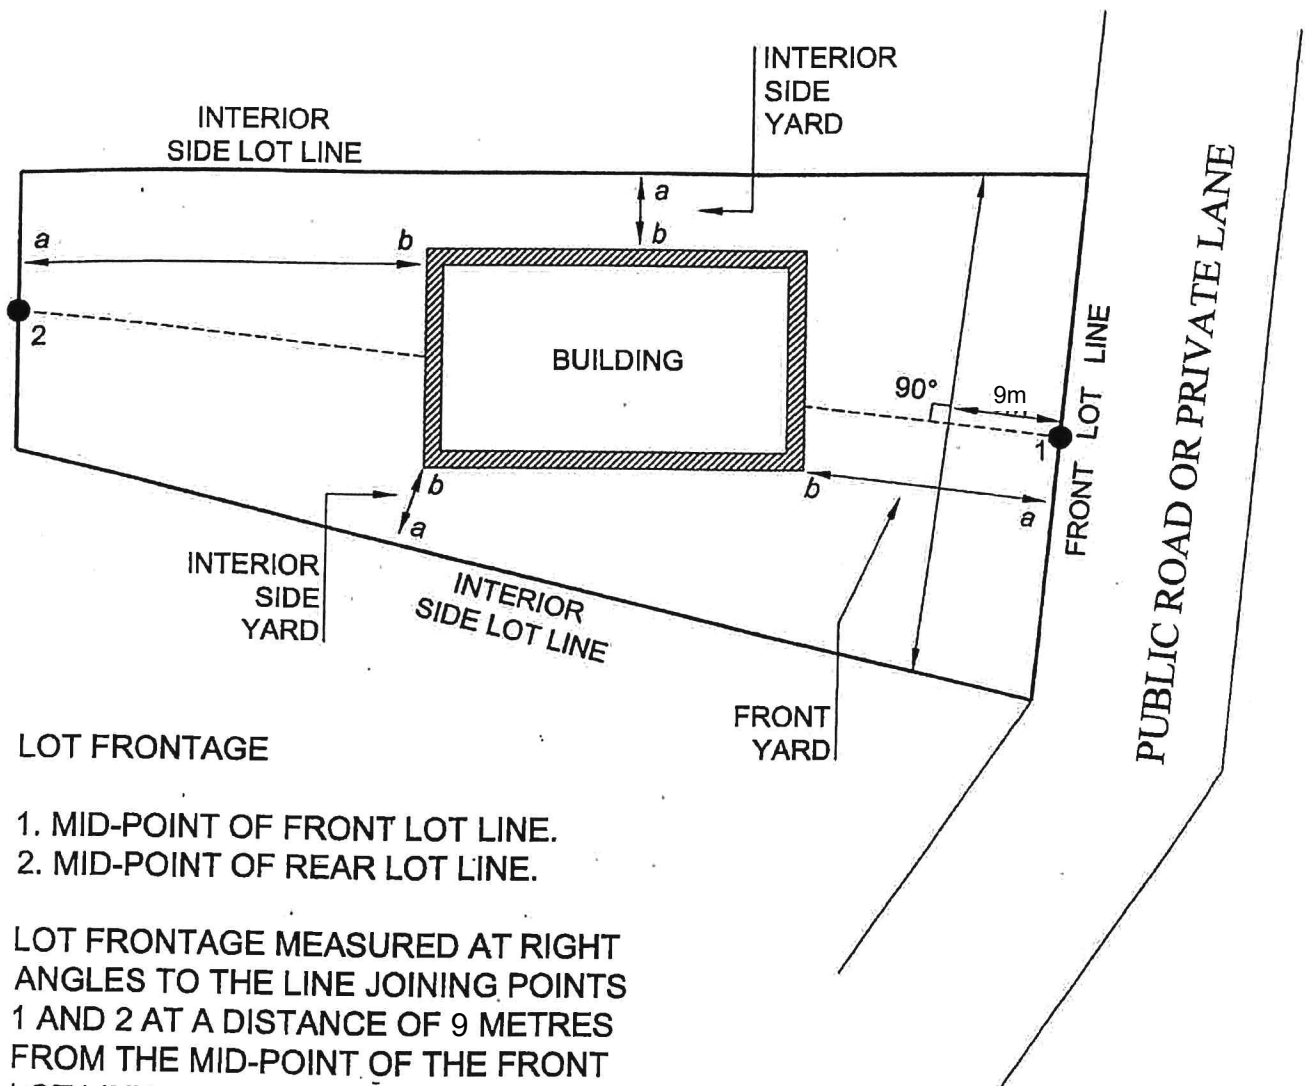 INTERIOR
SIDE
YARD
INTERIOR
SIDE LOT LINE
a
b
a
b
2
BUILDING
90°
9m
1
FRONT LOT LINE
PUBLIC ROAD OR PRIVATE LANE
b
a
b
a
INTERIOR
SIDE
YARD
INTERIOR
SIDE LOT LINE
FRONT
YARD
LOT FRONTAGE
1. MID-POINT OF FRONT LOT LINE.
2. MID-POINT OF REAR LOT LINE.
LOT FRONTAGE MEASURED AT RIGHT
ANGLES TO THE LINE JOINING POINTS
1 AND 2 AT A DISTANCE OF 9 METRES
FROM THE MID-POINT OF THE FRONT